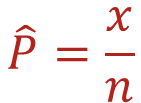 P̂ = x/n